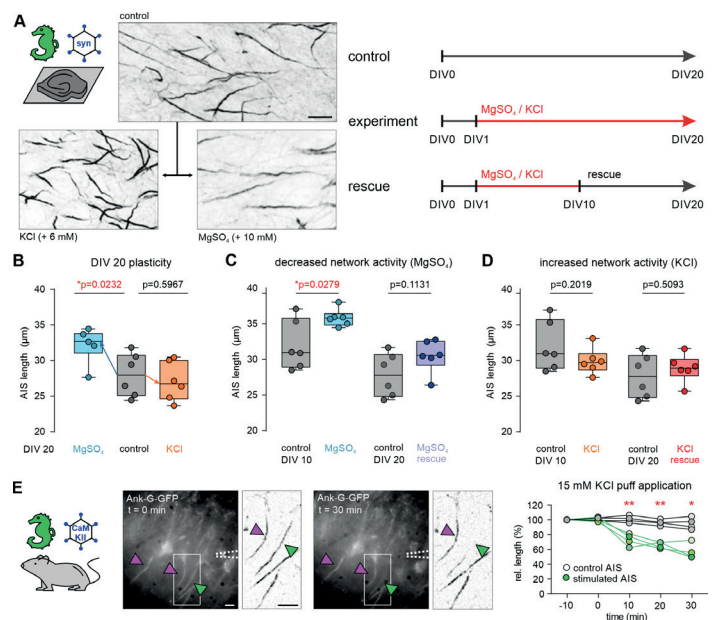 A
control
syn
KCl (+ 6 mM)
MgSO₄ (+ 10 mM)
control
DIV0
DIV20
experiment
MgSO₄ / KCl
DIV0
DIV1
DIV20
rescue
MgSO₄ / KCl
rescue
DIV0
DIV1
DIV10
DIV20
B
DIV 20 plasticity
*p=0.0232
p=0.5967
AIS length (µm)
40
35
30
25
20
DIV 20
MgSO₄
control
KCl
C
decreased network activity (MgSO₄)
*p=0.0279
p=0.1131
AIS length (µm)
40
35
30
25
20
control
DIV 10
MgSO₄
control
DIV 20
MgSO₄
rescue
D
increased network activity (KCl)
p=0.2019
p=0.5093
AIS length (µm)
40
35
30
25
20
control
DIV 10
KCl
control
DIV 20
KCl
rescue
E
CaM
KII
Ank-G-GFP
t = 0 min
Ank-G-GFP
t = 30 min
15 mM KCl puff application
** ** *
rel. length (%)
120
100
80
60
40
20
0
control AIS
stimulated AIS
-10 0 10 20 30
time (min)